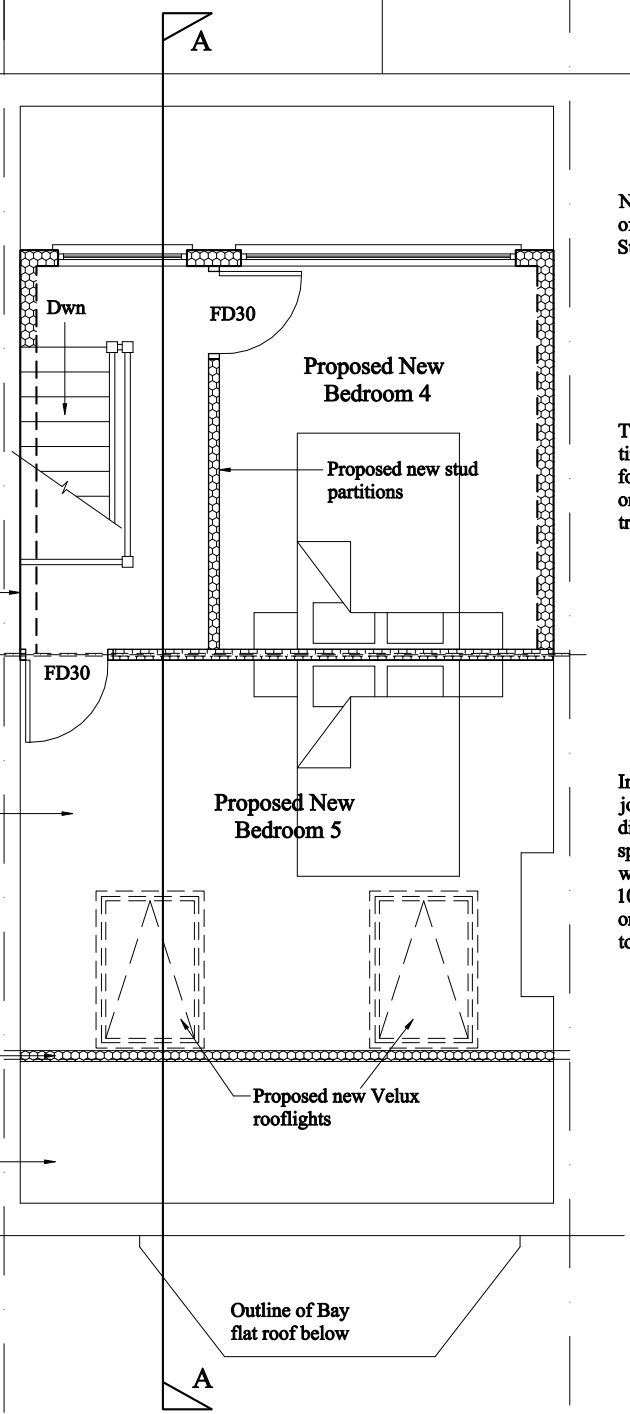 A
Dwn
FD30
Proposed New
Bedroom 4
Proposed new stud
partitions
FD30
Proposed New
Bedroom 5
Proposed new Velux
rooflights
Outline of Bay
flat roof below
A